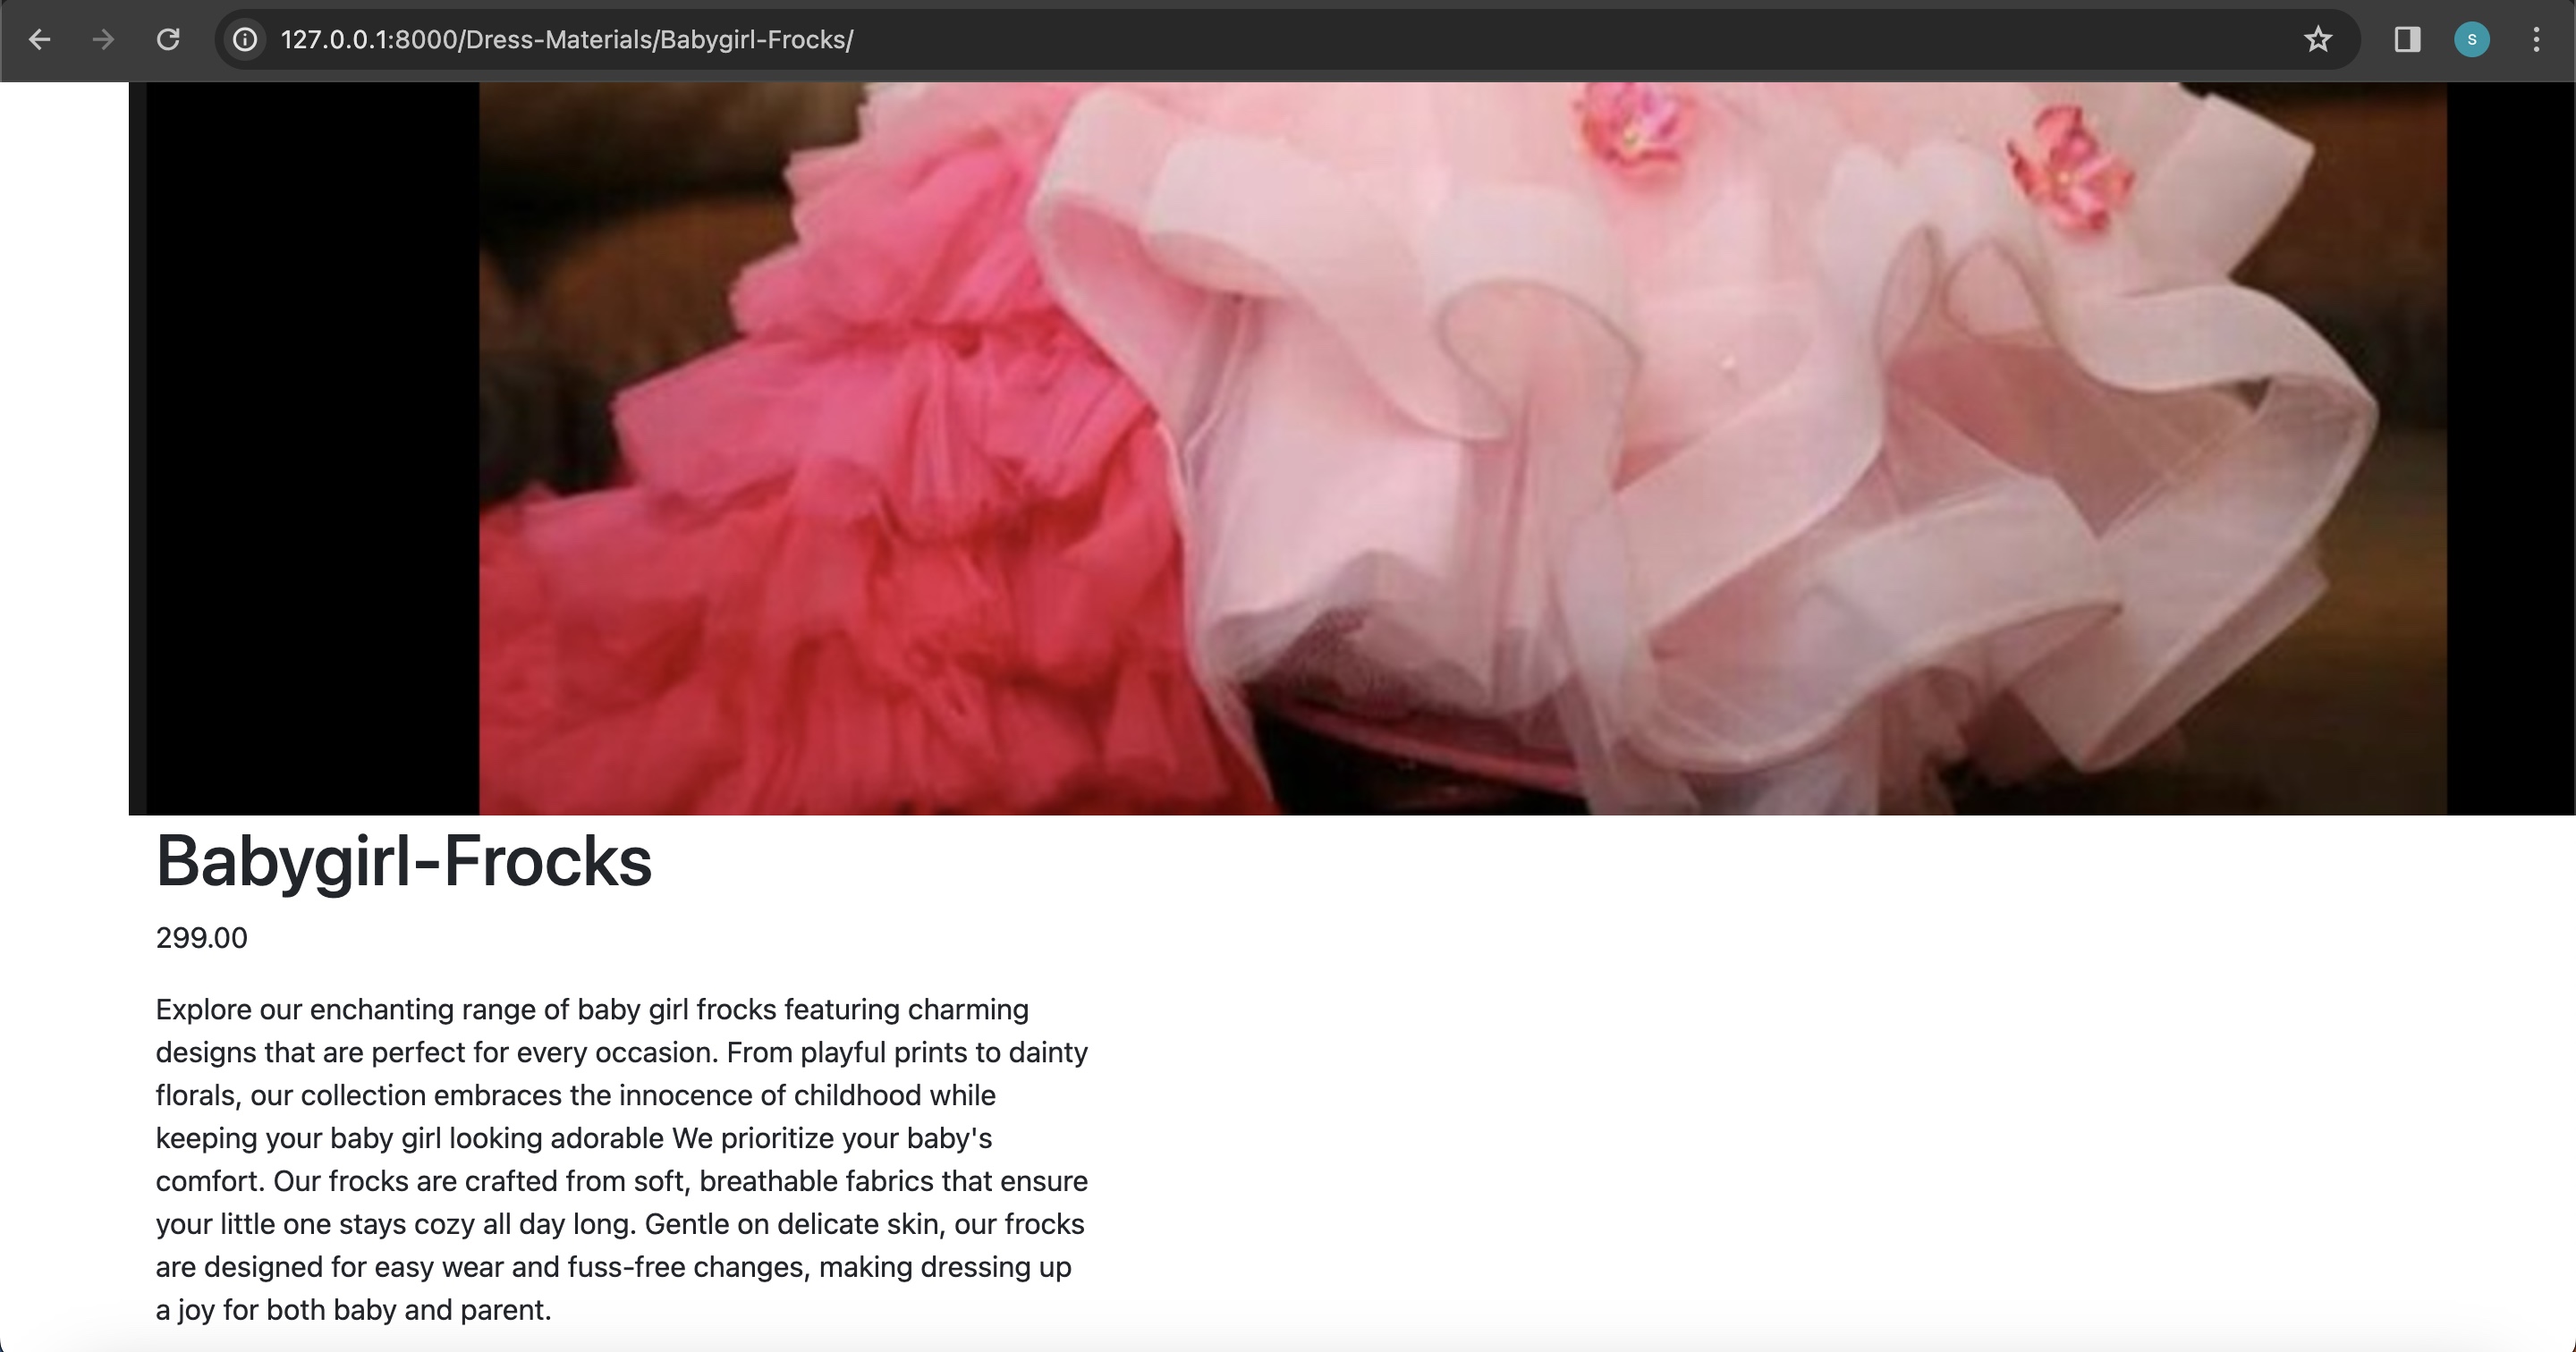 127.0.0.1:8000/Dress-Materials/Babygirl-Frocks/
s
Babygirl-Frocks
299.00
Explore our enchanting range of baby girl frocks featuring charming
designs that are perfect for every occasion. From playful prints to dainty
florals, our collection embraces the innocence of childhood while
keeping your baby girl looking adorable We prioritize your baby's
comfort. Our frocks are crafted from soft, breathable fabrics that ensure
your little one stays cozy all day long. Gentle on delicate skin, our frocks
are designed for easy wear and fuss-free changes, making dressing up
a joy for both baby and parent.